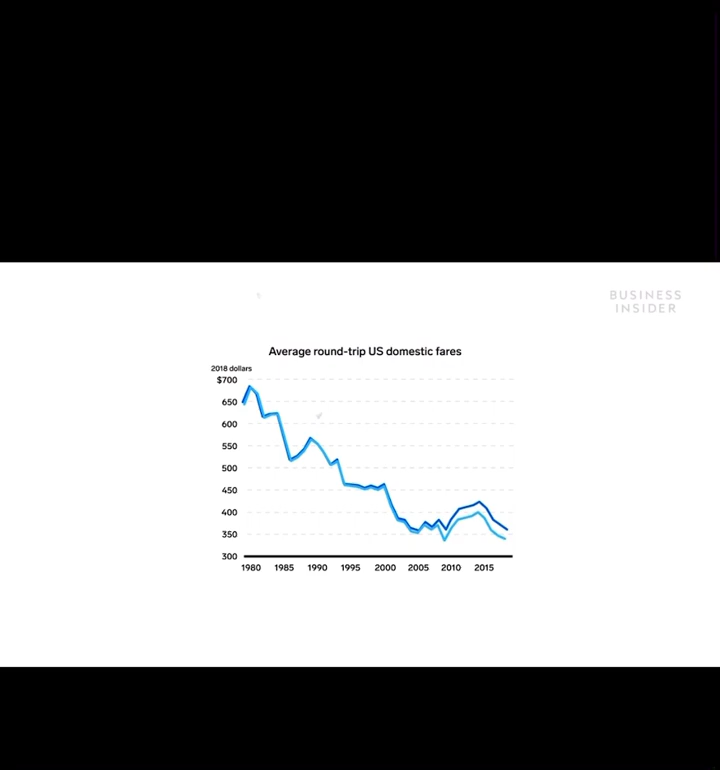 BUSINESS
INSIDER
Average round-trip US domestic fares
2018 dollars
$700
650
600
550
500
450
400
350
300
1980 1985 1990 1995 2000 2005 2010 2015